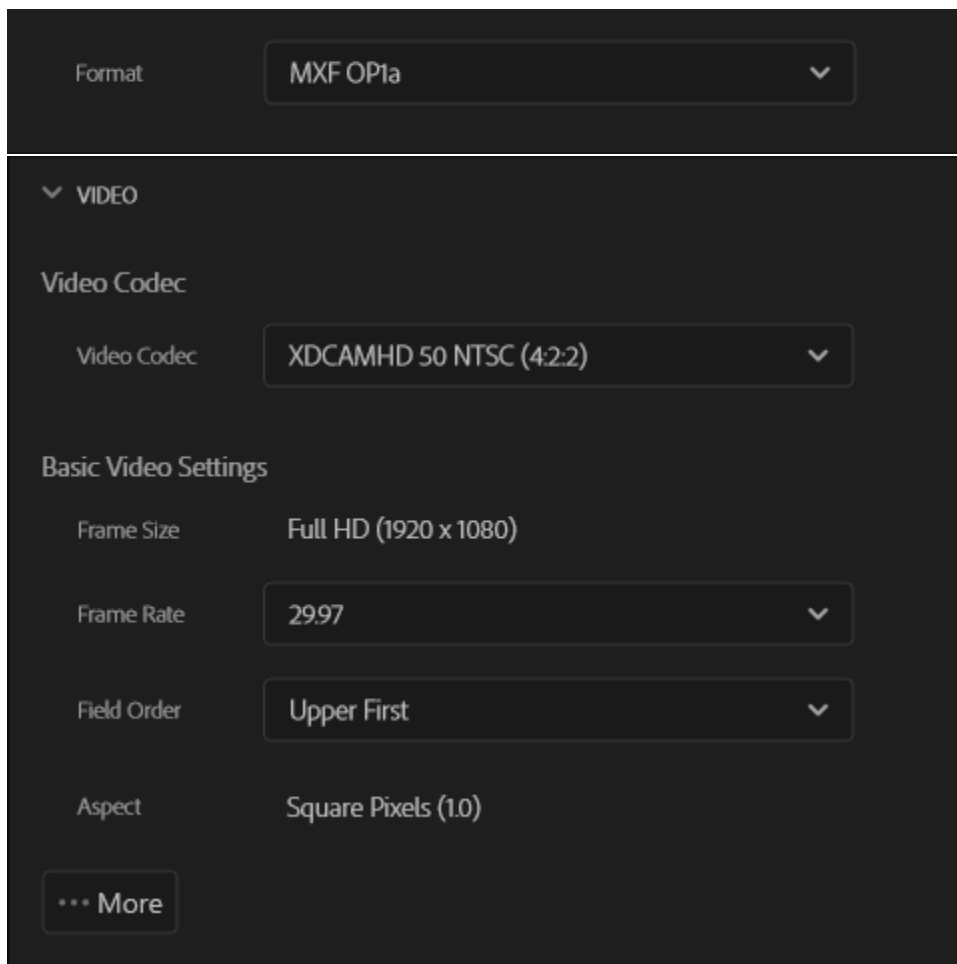 Format MXF OP1a
VIDEO
Video Codec
Video Codec XDCAMHD 50 NTSC (4:2:2)
Basic Video Settings
Frame Size Full HD (1920 x 1080)
Frame Rate 29.97
Field Order Upper First
Aspect Square Pixels (1.0)
··· More